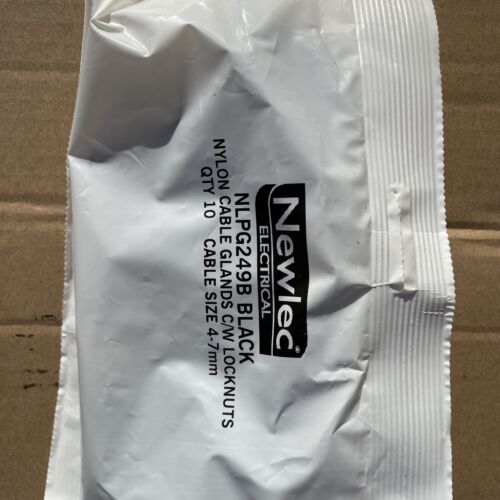 Newlec®
ELECTRICAL
NLPG249B BLACK
NYLON CABLE GLANDS C/W LOCKNUTS
QTY 10 CABLE SIZE 4-7mm